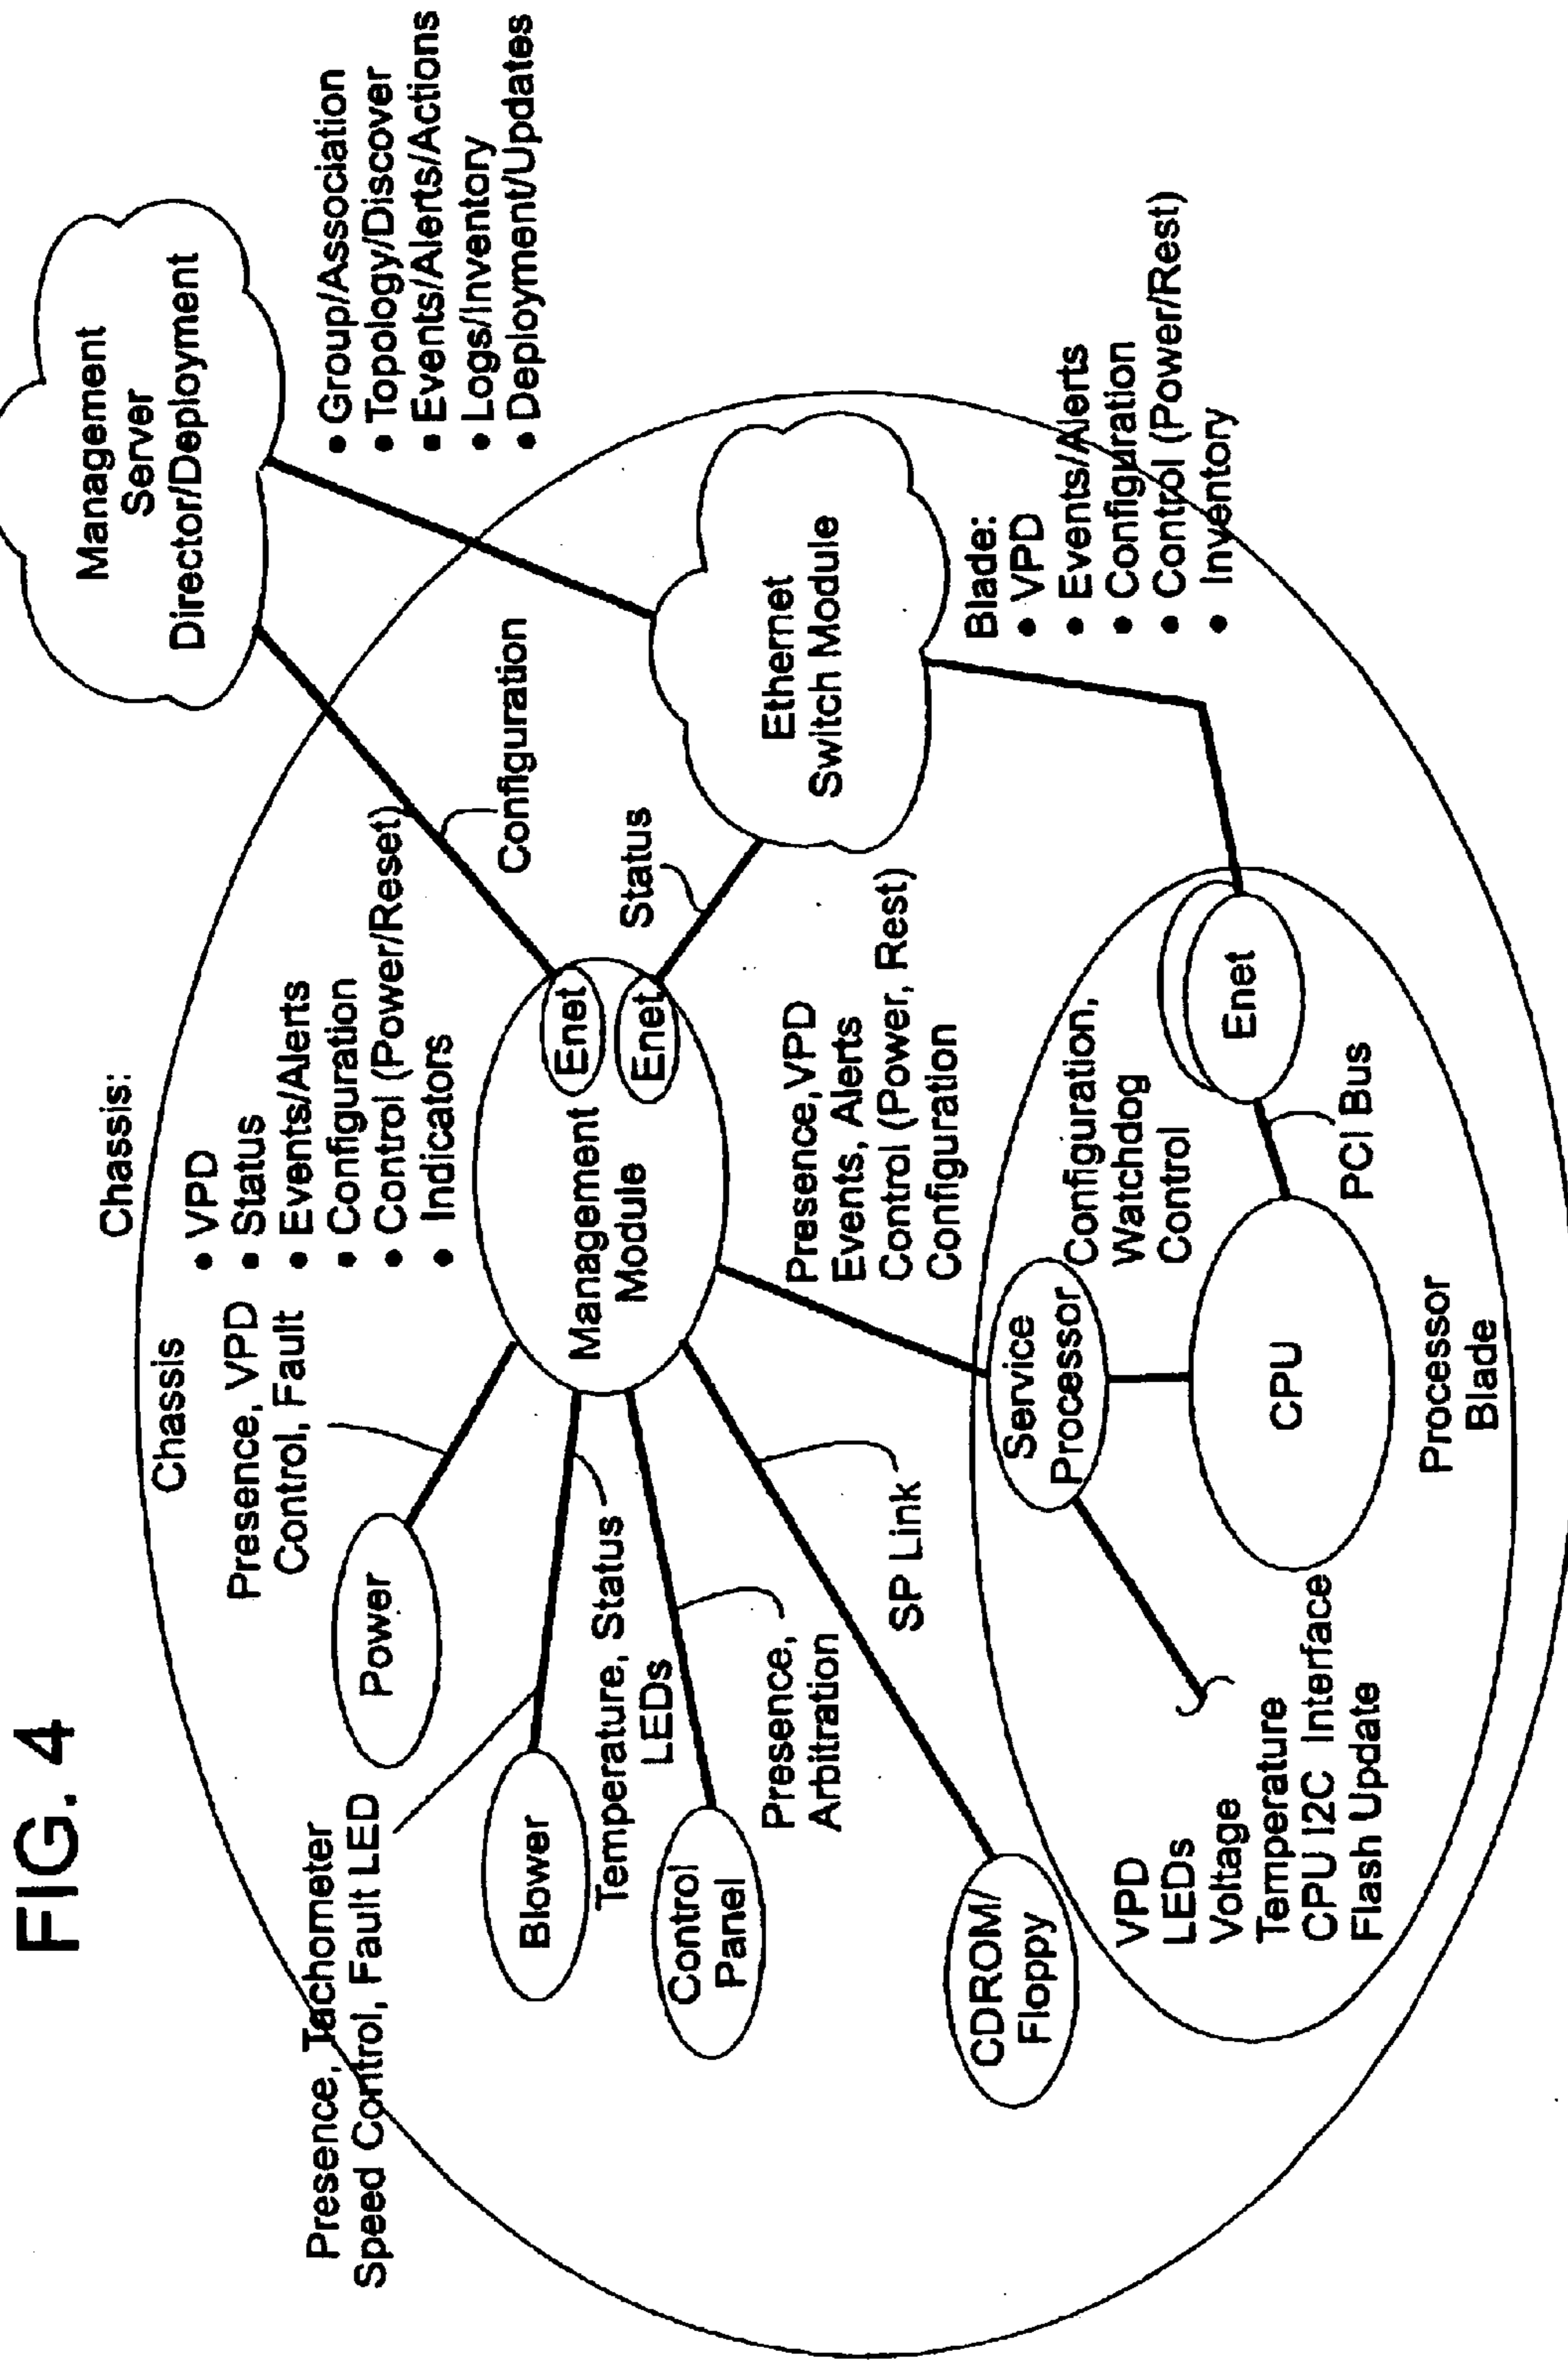 FIG. 4
Management
Server
Director/Deployment
• Group/Association
• Topology/Discover
• Events/Alerts/Actions
• Logs/Inventory
• Deployment/Updates
Chassis:
• VPD
• Status
• Events/Alerts
• Configuration
• Control (Power/Reset)
• Indicators
Chassis
Presence, VPD
Control, Fault
Power
Presence, Tachometer
Speed Control, Fault LED
Blower
Temperature, Status
LEDs
Control
Panel
Presence,
Arbitration
CDROM/
Floppy
SP Link
Management
Module
Enet
Enet
Configuration
Status
Ethernet
Switch Module
Blade:
• VPD
• Events/Alerts
• Configuration
• Control (Power/Rest)
• Inventory
Presence, VPD
Events, Alerts
Control (Power, Rest)
Configuration
Service
Processor
Configuration,
Watchdog
Control
Enet
PCI Bus
CPU
VPD
LEDs
Voltage
Temperature
CPU I2C Interface
Flash Update
Processor
Blade